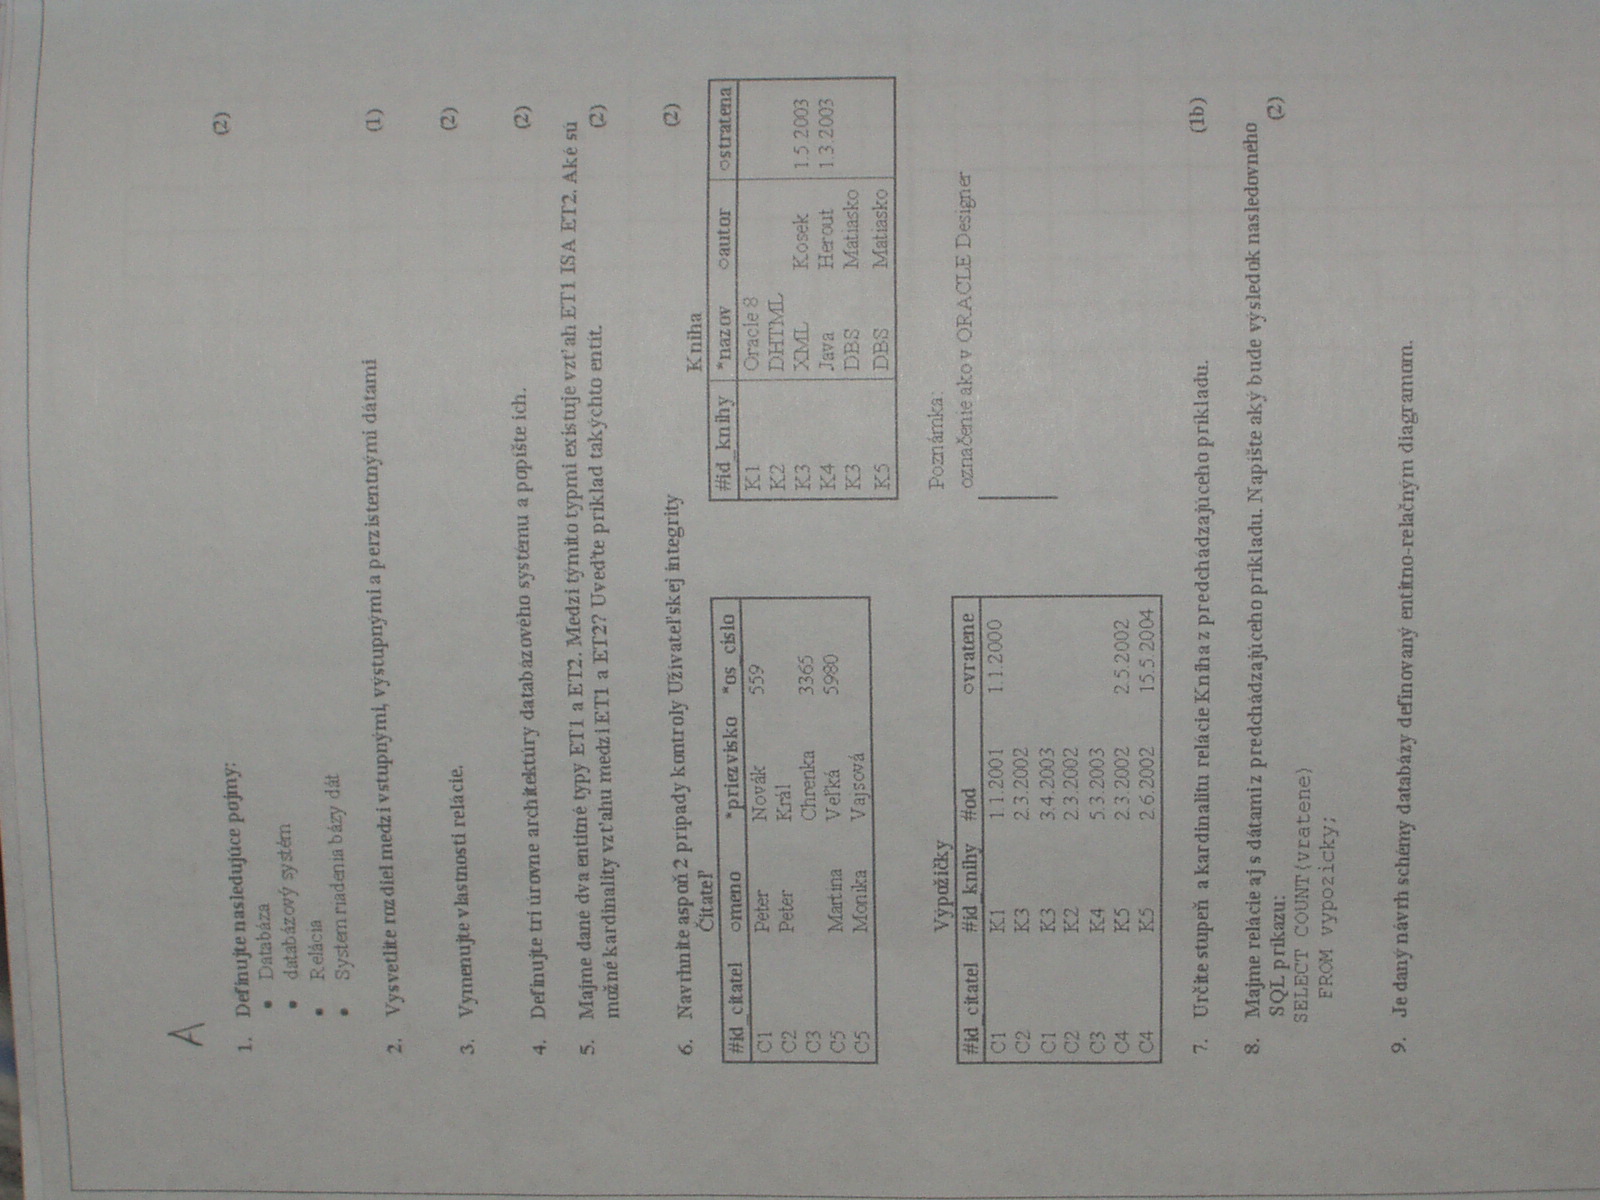 A
1. Definujte nasledujúce pojmy: (2)
• Databáza
• databázový systém
• Relácia
• System riadenia bázy dát
2. Vysvetlite rozdiel medzi vstupnými, výstupnými a perzistentnými dátami (1)
3. Vymenujte vlastnosti relácie. (2)
4. Definujte tri úrovne architektúry databázového systému a popíšte ich. (2)
5. Majme dane dva entitné typy ET1 a ET2. Medzi týmito typmi existuje vzťah ET1 ISA ET2. Aké sú
možné kardinality vzťahu medzi ET1 a ET2? Uveďte príklad takýchto entít. (2)
6. Navrhnite aspoň 2 prípady kontroly Užívateľskej integrity (2)
Čitateľ
#id_citatel omeno *priezvisko *os_cislo
C1 Peter Novák 559
C2 Peter Král
C3 Chrenka 3365
C5 Martina Veľká 5980
C5 Monika Vajsová
Kniha
#id_knihy *nazov oautor ostratena
K1 Oracle 8
K2 DHTML
K3 XML Kosek 1.5 2003
K4 Java Herout 1.3.2003
K3 DBS Matiasko
K5 DBS Matiasko
Výpožičky
#id_citatel #id_knihy #od ovratene
C1 K1 1.1.2001 1.1.2000
C2 K3 2.3.2002
C1 K3 3.4.2003
C2 K2 2.3.2002
C3 K4 5.3.2003
C4 K5 2.3.2002 2.5.2002
C4 K5 2.6.2002 15.5.2004
Poznámka:
označenie ako v ORACLE Designer
7. Určite stupeň a kardinalitu relácie Kniha z predchádzajúceho príkladu. (1b)
8. Majme relácie aj s dátami z predchádzajúceho príkladu. Napíšte aký bude výsledok nasledovného
SQL príkazu: (2)
SELECT COUNT(vratene)
FROM vypozicky;
9. Je daný návrh schémy databázy definovaný entitno-relačným diagramom.